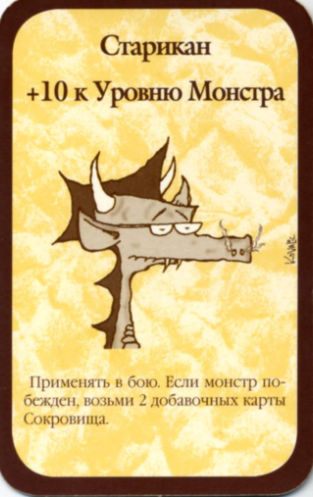 Старикан
+10 к Уровню Монстра
Применять в бою. Если монстр по-
бежден, возьми 2 добавочных карты
Сокровища.